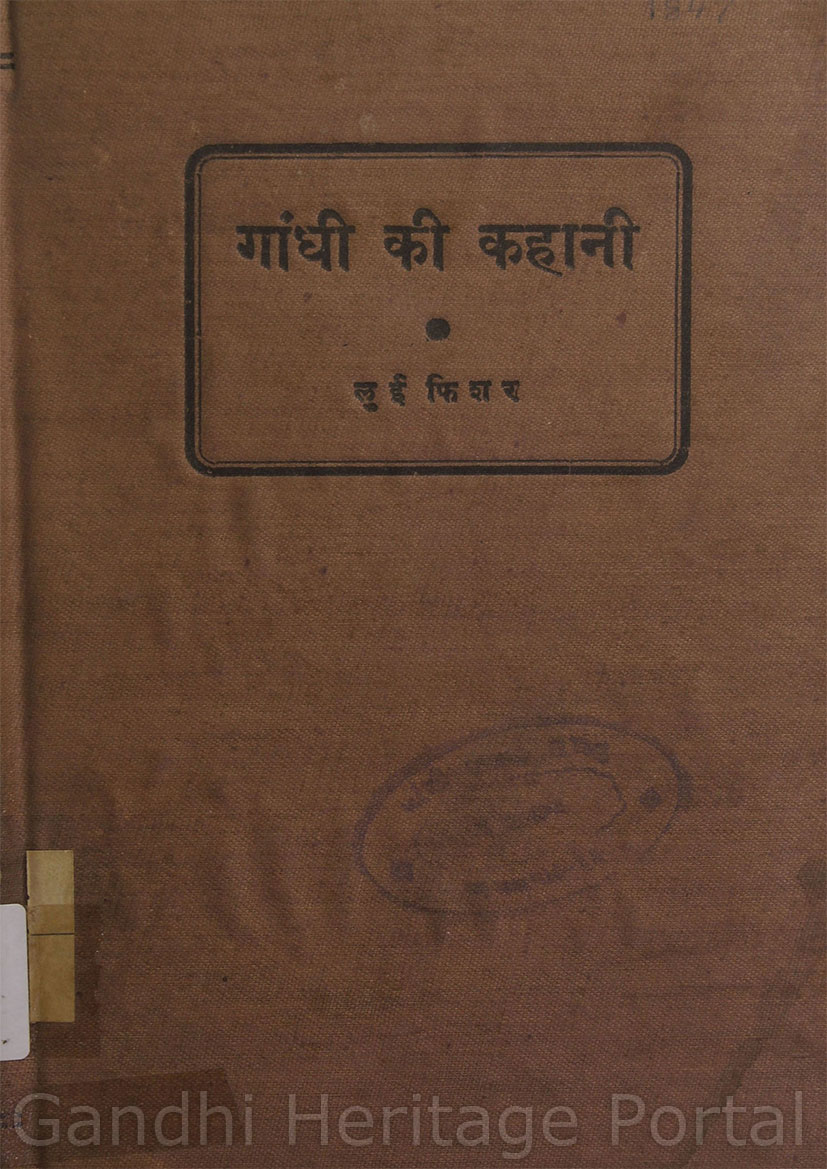 गांधी की कहानी
लुई फिशर
Gandhi Heritage Portal